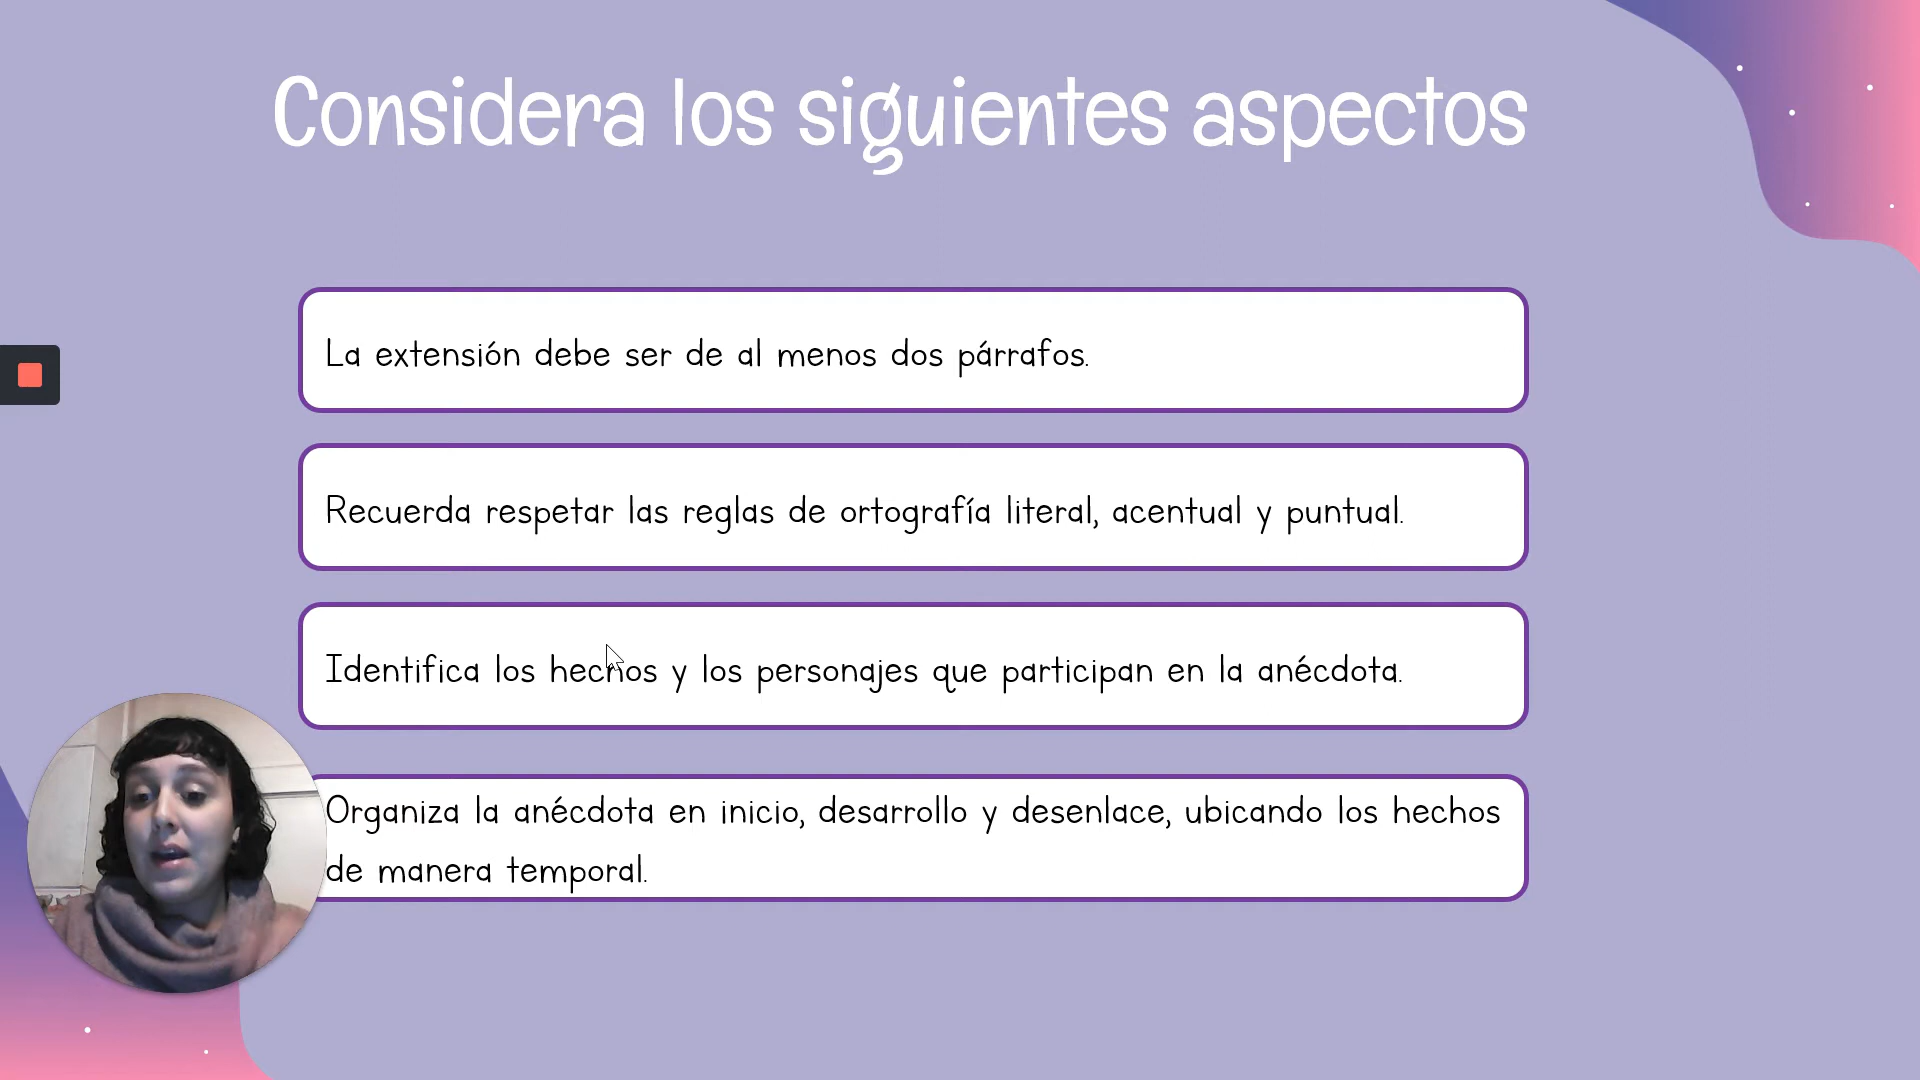 Considera los siguientes aspectos
La extensión debe ser de al menos dos párrafos.
Recuerda respetar las reglas de ortografía literal, acentual y puntual.
Identifica los hechos y los personajes que participan en la anécdota.
Organiza la anécdota en inicio, desarrollo y desenlace, ubicando los hechos
de manera temporal.